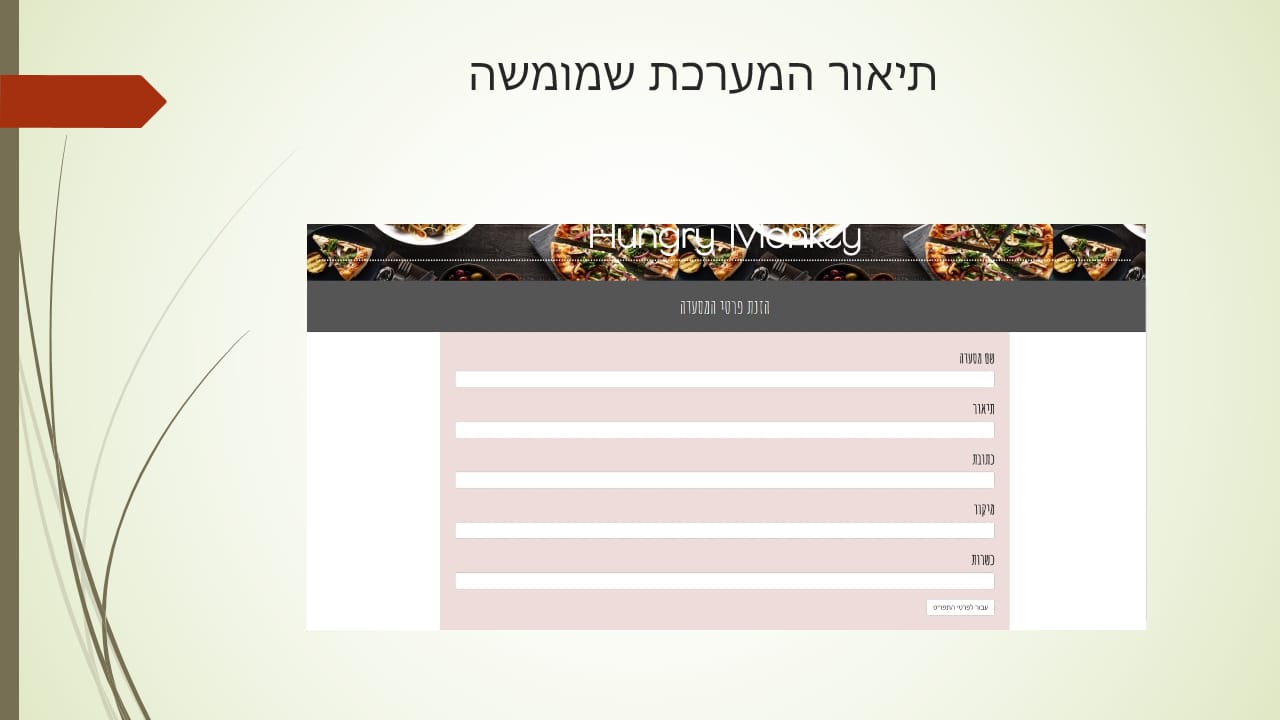 תיאור המערכת שמומשה
Hungry Monkey
הזנת פרטי המסעדה
שם מסעדה
תיאור
כתובת
מיקוד
כשרות
עבור לפרטי התפריט